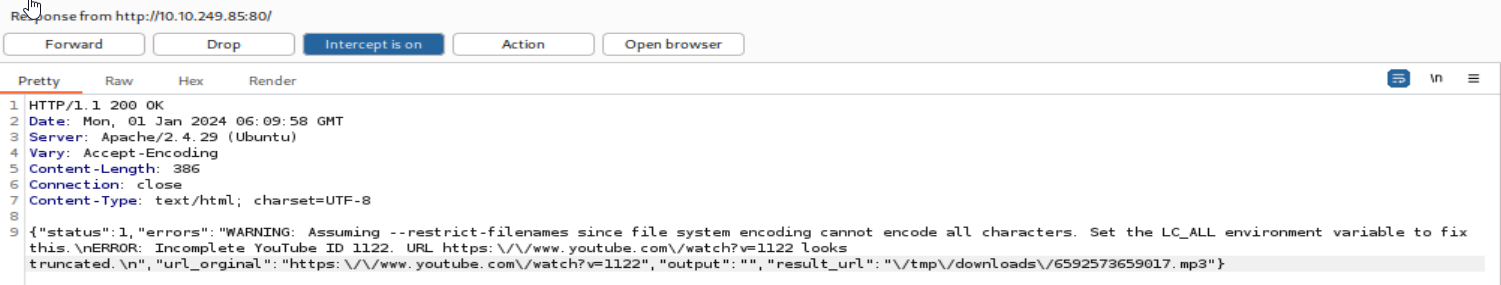 Response from http://10.10.249.85:80/
Forward Drop Intercept is on Action Open browser
Pretty Raw Hex Render \n ≡
1 HTTP/1.1 200 OK
2 Date: Mon, 01 Jan 2024 06:09:58 GMT
3 Server: Apache/2.4.29 (Ubuntu)
4 Vary: Accept-Encoding
5 Content-Length: 386
6 Connection: close
7 Content-Type: text/html; charset=UTF-8
8
9 {"status":1,"errors":"WARNING: Assuming --restrict-filenames since file system encoding cannot encode all characters. Set the LC_ALL environment variable to fix
this.\nERROR: Incomplete YouTube ID 1122. URL https:\/\/www.youtube.com\/watch?v=1122 looks
truncated.\n","url_orginal":"https:\/\/www.youtube.com\/watch?v=1122","output":"","result_url":"\/tmp\/downloads\/6592573659017.mp3"}